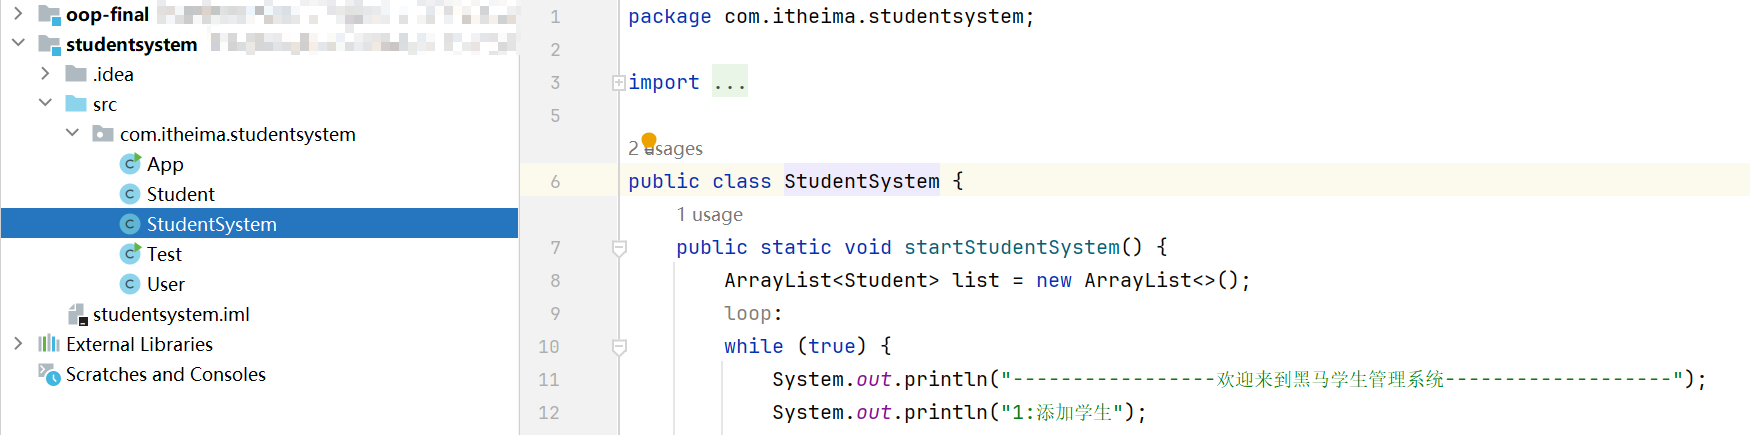 oop-final
studentsystem
.idea
src
com.itheima.studentsystem
App
Student
StudentSystem
Test
User
studentsystem.iml
External Libraries
Scratches and Consoles
1 package com.itheima.studentsystem;
2
3 import ...
5
2 usages
6 public class StudentSystem {
1 usage
7 public static void startStudentSystem() {
8 ArrayList<Student> list = new ArrayList<>();
9 loop:
10 while (true) {
11 System.out.println("-----------------欢迎来到黑马学生管理系统-------------------");
12 System.out.println("1:添加学生");